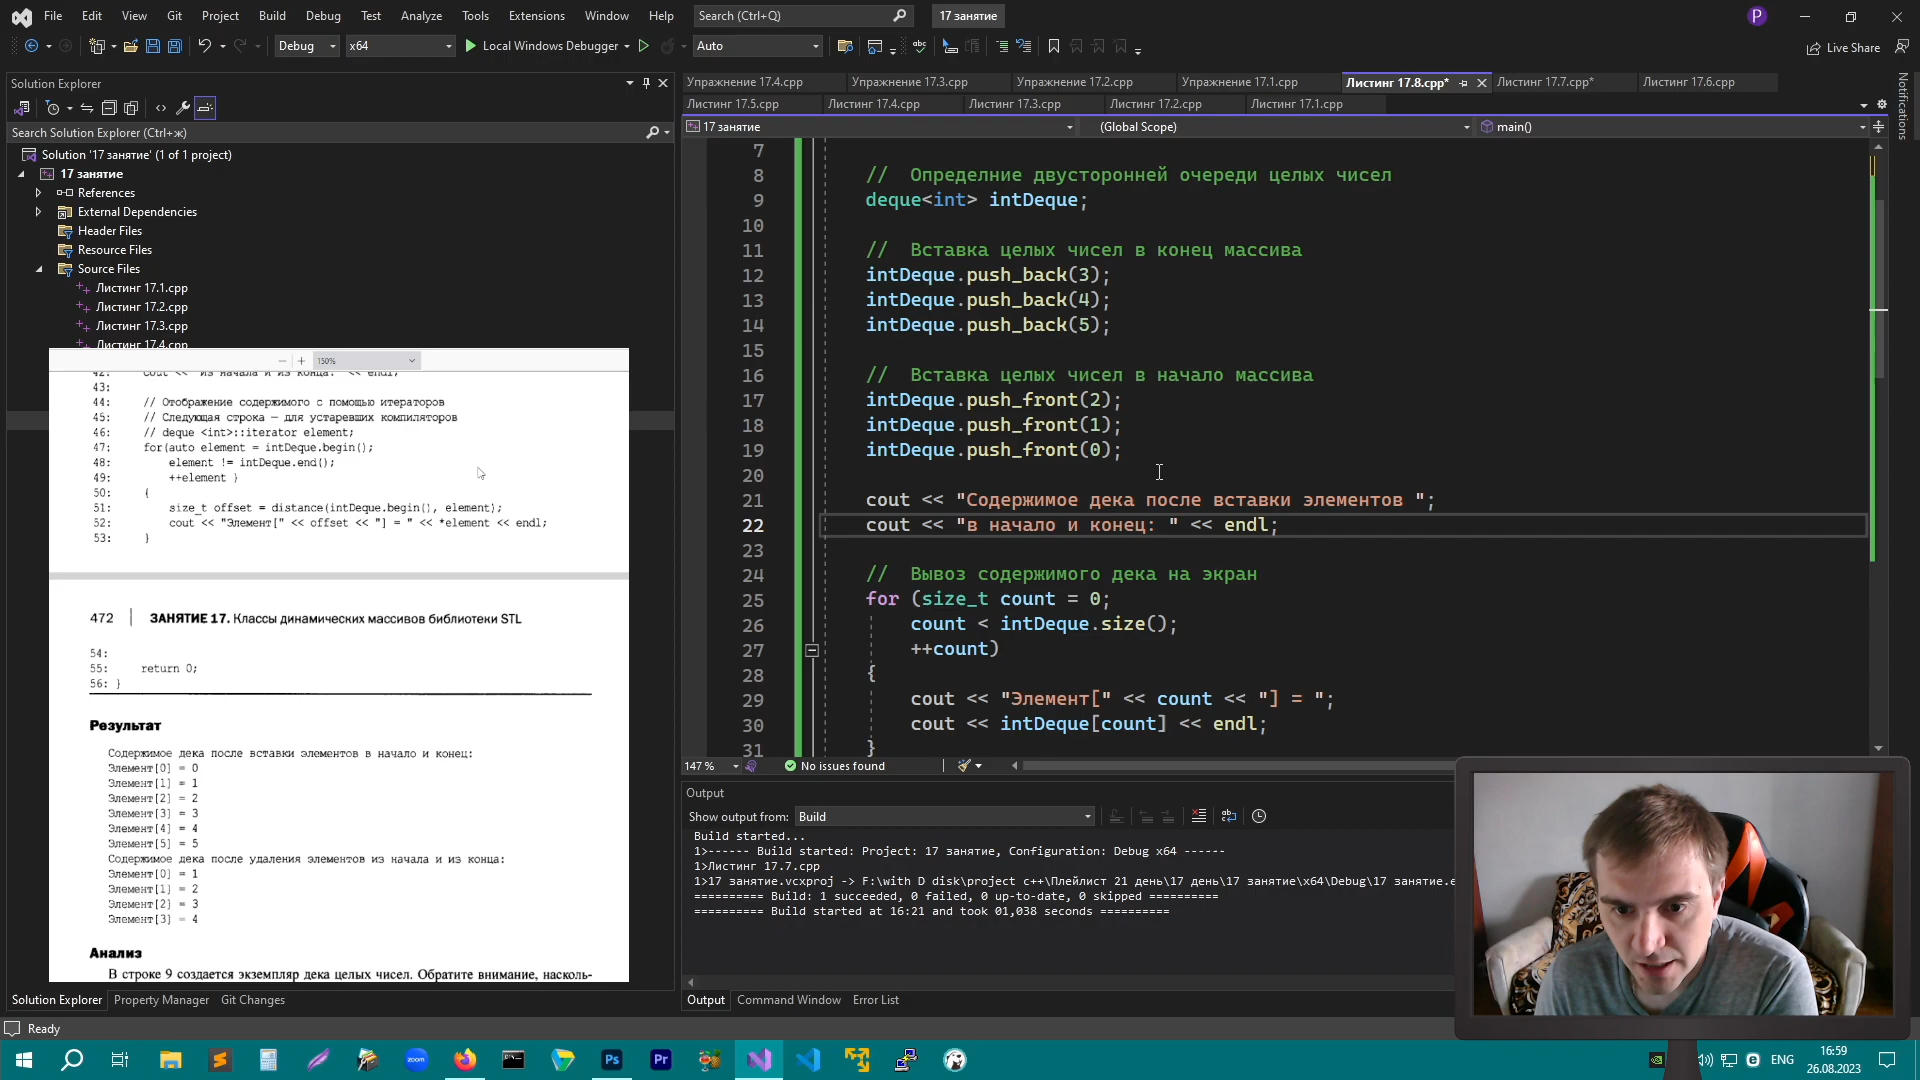 File Edit View Git Project Build Debug Test Analyze Tools Extensions Window Help Search (Ctrl+Q) 17 занятие P
Debug x64 Local Windows Debugger Auto Live Share
Solution Explorer
Search Solution Explorer (Ctrl+ж)
Solution '17 занятие' (1 of 1 project)
17 занятие
References
External Dependencies
Header Files
Resource Files
Source Files
Листинг 17.1.cpp
Листинг 17.2.cpp
Листинг 17.3.cpp
Листинг 17.4.cpp
150%
42: cout << "из начала и из конца: " << endl;
43:
44: // Отображение содержимого с помощью итераторов
45: // Следующая строка — для устаревших компиляторов
46: // deque <int>::iterator element;
47: for(auto element = intDeque.begin();
48: element != intDeque.end();
49: ++element )
50: {
51: size_t offset = distance(intDeque.begin(), element);
52: cout << "Элемент[" << offset << "] = " << *element << endl;
53: }
472 ЗАНЯТИЕ 17. Классы динамических массивов библиотеки STL
54:
55: return 0;
56: }
Результат
Содержимое дека после вставки элементов в начало и конец:
Элемент[0] = 0
Элемент[1] = 1
Элемент[2] = 2
Элемент[3] = 3
Элемент[4] = 4
Элемент[5] = 5
Содержимое дека после удаления элементов из начала и из конца:
Элемент[0] = 1
Элемент[1] = 2
Элемент[2] = 3
Элемент[3] = 4
Анализ
В строке 9 создается экземпляр дека целых чисел. Обратите внимание, насколь-
Solution Explorer Property Manager Git Changes
Упражнение 17.4.cpp Упражнение 17.3.cpp Упражнение 17.2.cpp Упражнение 17.1.cpp Листинг 17.8.cpp* Листинг 17.7.cpp* Листинг 17.6.cpp
Листинг 17.5.cpp Листинг 17.4.cpp Листинг 17.3.cpp Листинг 17.2.cpp Листинг 17.1.cpp
17 занятие (Global Scope) main()
Notifications
7
8 // Определние двусторонней очереди целых чисел
9 deque<int> intDeque;
10
11 // Вставка целых чисел в конец массива
12 intDeque.push_back(3);
13 intDeque.push_back(4);
14 intDeque.push_back(5);
15
16 // Вставка целых чисел в начало массива
17 intDeque.push_front(2);
18 intDeque.push_front(1);
19 intDeque.push_front(0);
20
21 cout << "Содержимое дека после вставки элементов ";
22 cout << "в начало и конец: " << endl;
23
24 // Вывоз содержимого дека на экран
25 for (size_t count = 0;
26 count < intDeque.size();
27 ++count)
28 {
29 cout << "Элемент[" << count << "] = ";
30 cout << intDeque[count] << endl;
31 }
147 % No issues found
Output
Show output from: Build
Build started...
1>------ Build started: Project: 17 занятие, Configuration: Debug x64 ------
1>Листинг 17.7.cpp
1>17 занятие.vcxproj -> F:\with D disk\project c++\Плейлист 21 день\17 день\17 занятие\x64\Debug\17 занятие.e
========== Build: 1 succeeded, 0 failed, 0 up-to-date, 0 skipped ==========
========== Build started at 16:21 and took 01,038 seconds ==========
Output Command Window Error List
Ready
zoom Ps Pr ENG 16:59
26.08.2023